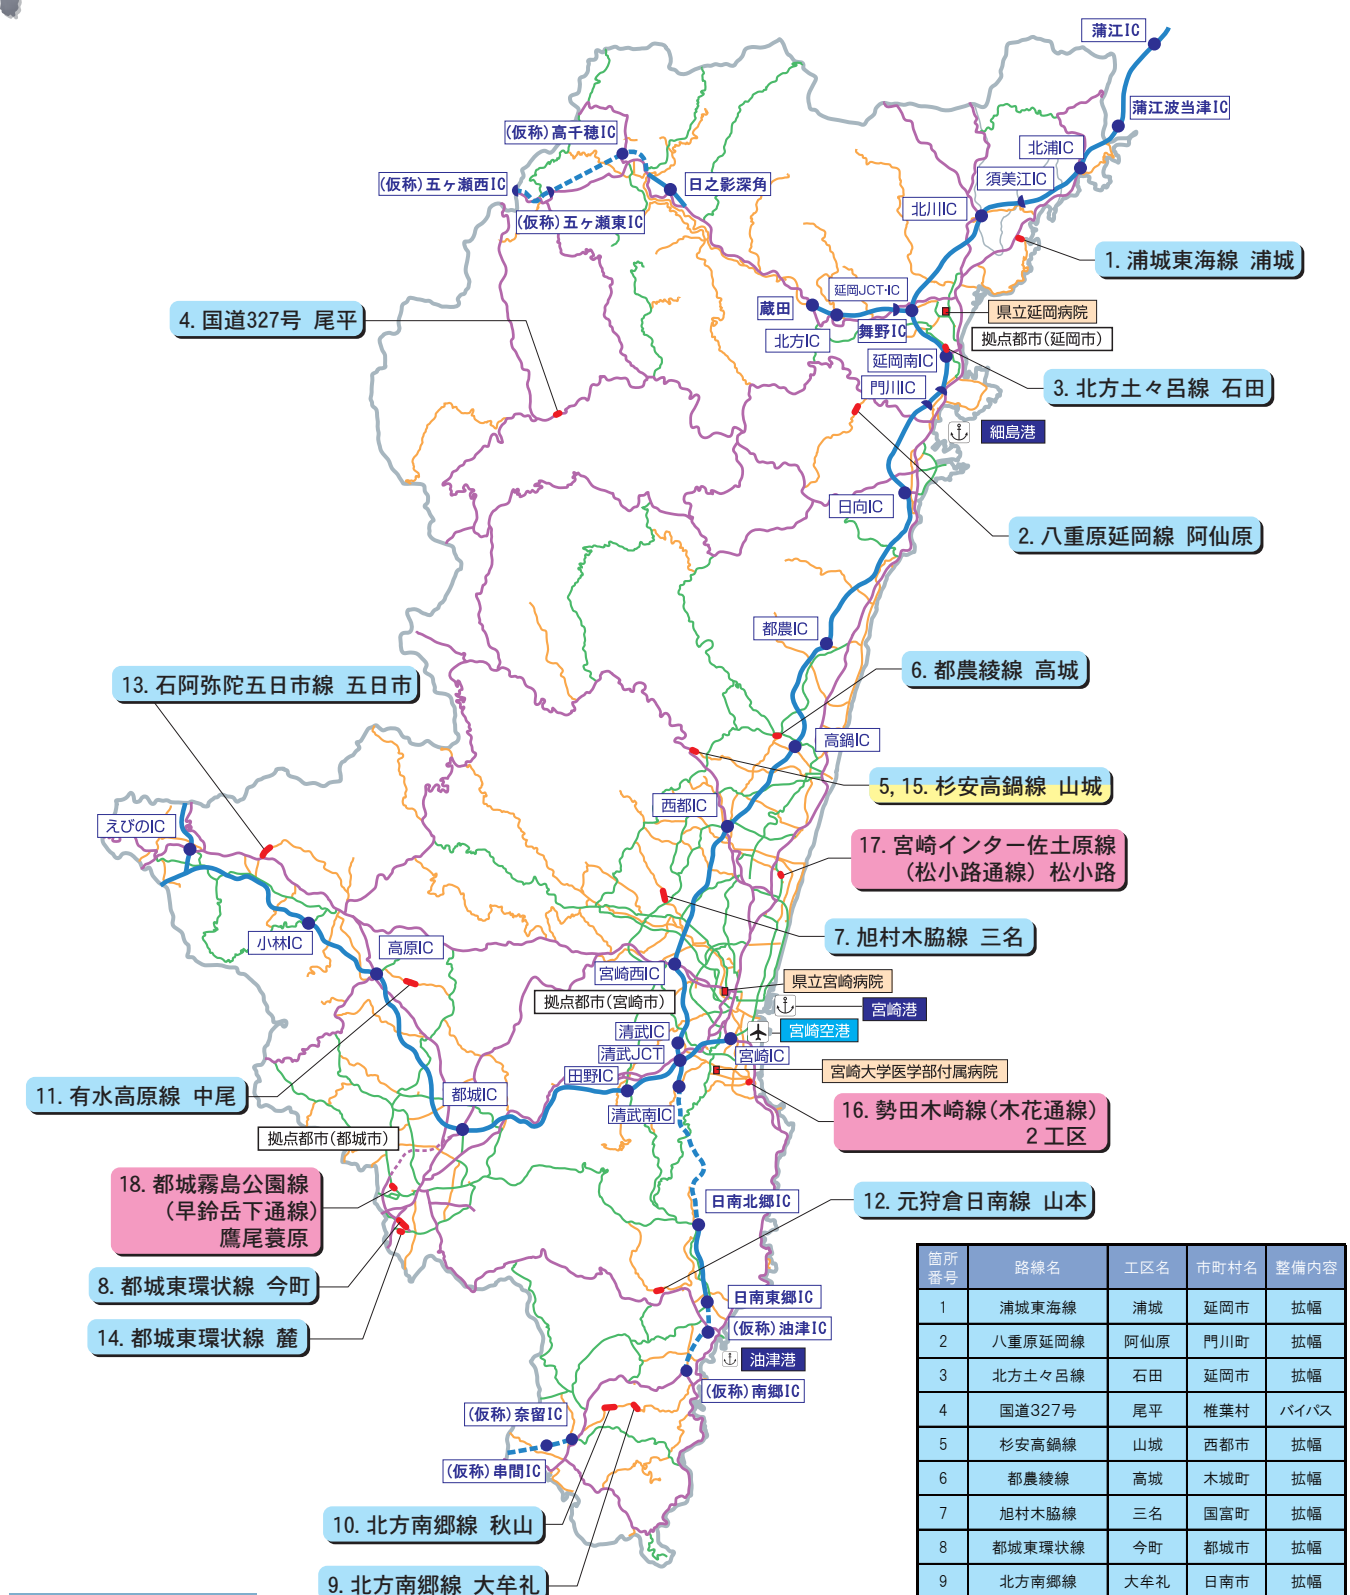 蒲江IC
蒲江波当津IC
(仮称)高千穂IC
北浦IC
須美江IC
(仮称)五ヶ瀬西IC
日之影深角
北川IC
(仮称)五ヶ瀬東IC
1. 浦城東海線 浦城
延岡JCT・IC
蔵田
4. 国道327号 尾平
県立延岡病院
舞野IC
北方IC
拠点都市(延岡市)
延岡南IC
門川IC
3. 北方土々呂線 石田
細島港
日向IC
2. 八重原延岡線 阿仙原
都農IC
6. 都農綾線 高城
13. 石阿弥陀五日市線 五日市
高鍋IC
5, 15. 杉安高鍋線 山城
西都IC
えびのIC
17. 宮崎インター佐土原線
(松小路通線) 松小路
7. 旭村木脇線 三名
小林IC
高原IC
宮崎西IC
県立宮崎病院
拠点都市(宮崎市)
宮崎港
清武IC
宮崎空港
清武JCT
宮崎IC
田野IC
宮崎大学医学部付属病院
11. 有水高原線 中尾
都城IC
清武南IC
16. 勢田木崎線(木花通線)
2 工区
拠点都市(都城市)
18. 都城霧島公園線
(早鈴岳下通線)
鷹尾蓑原
日南北郷IC
12. 元狩倉日南線 山本
8. 都城東環状線 今町
日南東郷IC
14. 都城東環状線 麓
(仮称)油津IC
油津港
(仮称)南郷IC
(仮称)奈留IC
(仮称)串間IC
10. 北方南郷線 秋山
9. 北方南郷線 大牟礼
箇所番号 路線名 工区名 市町村名 整備内容
1 浦城東海線 浦城 延岡市 拡幅
2 八重原延岡線 阿仙原 門川町 拡幅
3 北方土々呂線 石田 延岡市 拡幅
4 国道327号 尾平 椎葉村 バイパス
5 杉安高鍋線 山城 西都市 拡幅
6 都農綾線 高城 木城町 拡幅
7 旭村木脇線 三名 国富町 拡幅
8 都城東環状線 今町 都城市 拡幅
9 北方南郷線 大牟礼 日南市 拡幅